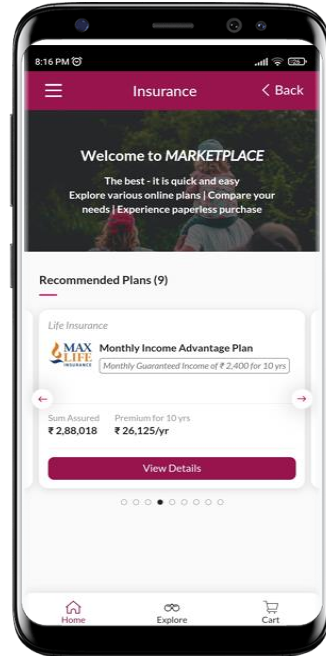 8:16 PM
Insurance
< Back
Welcome to MARKETPLACE
The best - it is quick and easy
Explore various online plans | Compare your
needs | Experience paperless purchase
Recommended Plans (9)
Life Insurance
MAX
LIFE
INSURANCE
Monthly Income Advantage Plan
Monthly Guaranteed Income of ₹ 2,400 for 10 yrs
Sum Assured
Premium for 10 yrs
₹ 2,88,018
₹ 26,125/yr
View Details
Home
Explore
Cart